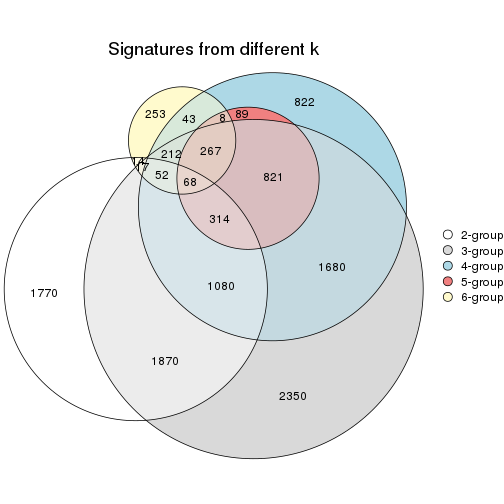 Signatures from different k
822
253
43
8
89
212
267
52
68
821
314
1680
1080
1770
1870
2350
2-group
3-group
4-group
5-group
6-group